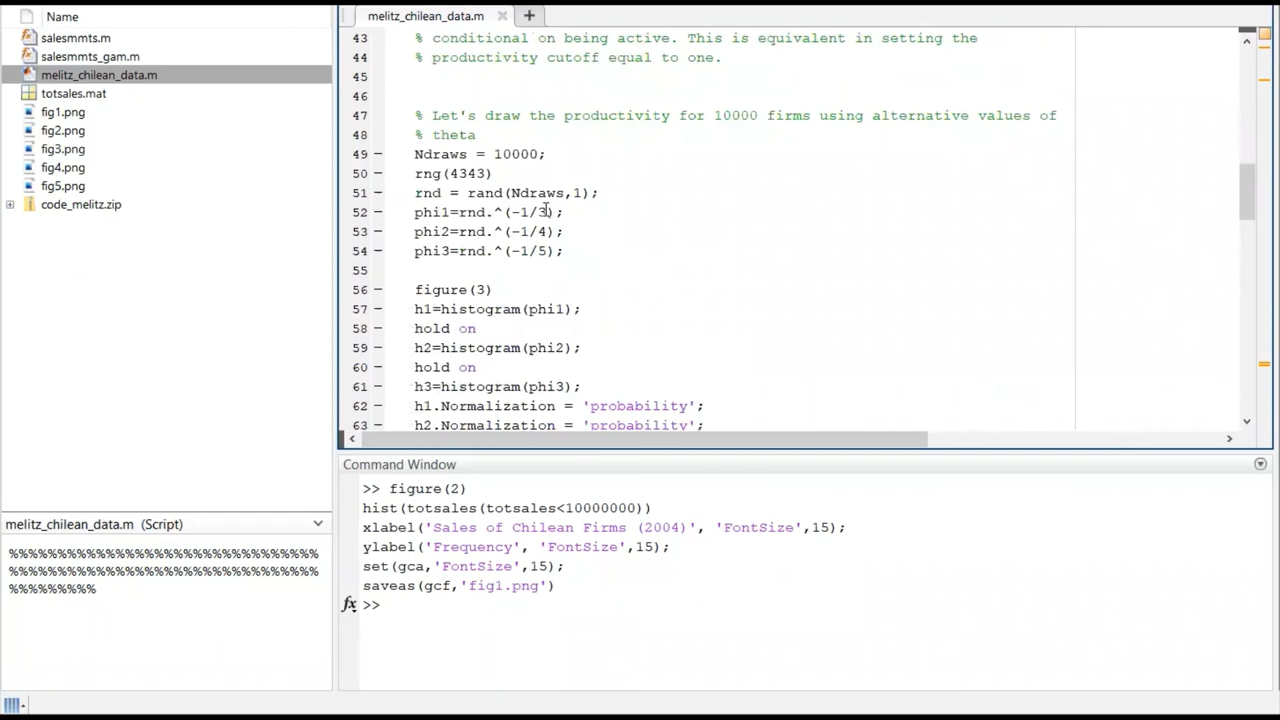 Name
salesmmts.m
salesmmts_gam.m
melitz_chilean_data.m
totsales.mat
fig1.png
fig2.png
fig3.png
fig4.png
fig5.png
code_melitz.zip
melitz_chilean_data.m (Script)
%%%%%%%%%%%%%%%%%%%%%%%%%%%%%%%%
%%%%%%%%%%%%%%%%%%%%%%%%%%%%%%%%
%%%%%%%%%
melitz_chilean_data.m
43 % conditional on being active. This is equivalent in setting the
44 % productivity cutoff equal to one.
45
46
47 % Let's draw the productivity for 10000 firms using alternative values of
48 % theta
49 – Ndraws = 10000;
50 – rng(4343)
51 – rnd = rand(Ndraws,1);
52 – phi1=rnd.^(-1/3);
53 – phi2=rnd.^(-1/4);
54 – phi3=rnd.^(-1/5);
55
56 – figure(3)
57 – h1=histogram(phi1);
58 – hold on
59 – h2=histogram(phi2);
60 – hold on
61 – h3=histogram(phi3);
62 – h1.Normalization = 'probability';
63 – h2.Normalization = 'probability';
Command Window
>> figure(2)
hist(totsales(totsales<10000000))
xlabel('Sales of Chilean Firms (2004)', 'FontSize',15);
ylabel('Frequency', 'FontSize',15);
set(gca,'FontSize',15);
saveas(gcf,'fig1.png')
fx >>